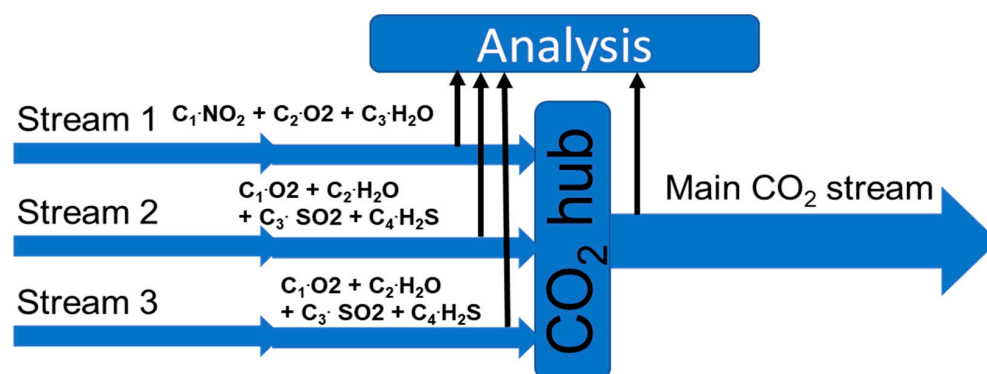 Analysis
Stream 1 C₁·NO₂ + C₂·O2 + C₃·H₂O
Stream 2 C₁·O2 + C₂·H₂O
+ C₃· SO2 + C₄·H₂S
Stream 3 C₁·O2 + C₂·H₂O
+ C₃· SO2 + C₄·H₂S
CO₂ hub
Main CO₂ stream